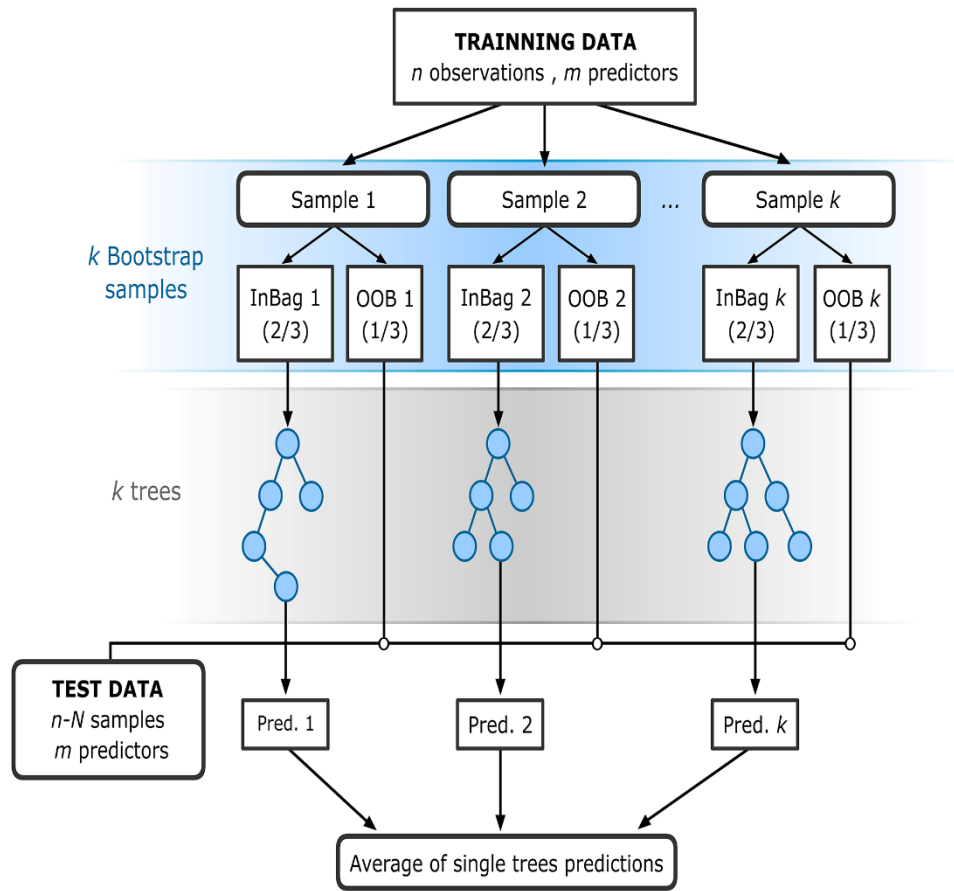 TRAINNING DATA
n observations , m predictors
Sample 1
Sample 2
...
Sample k
k Bootstrap
samples
InBag 1
(2/3)
OOB 1
(1/3)
InBag 2
(2/3)
OOB 2
(1/3)
InBag k
(2/3)
OOB k
(1/3)
k trees
TEST DATA
n-N samples
m predictors
Pred. 1
Pred. 2
Pred. k
Average of single trees predictions